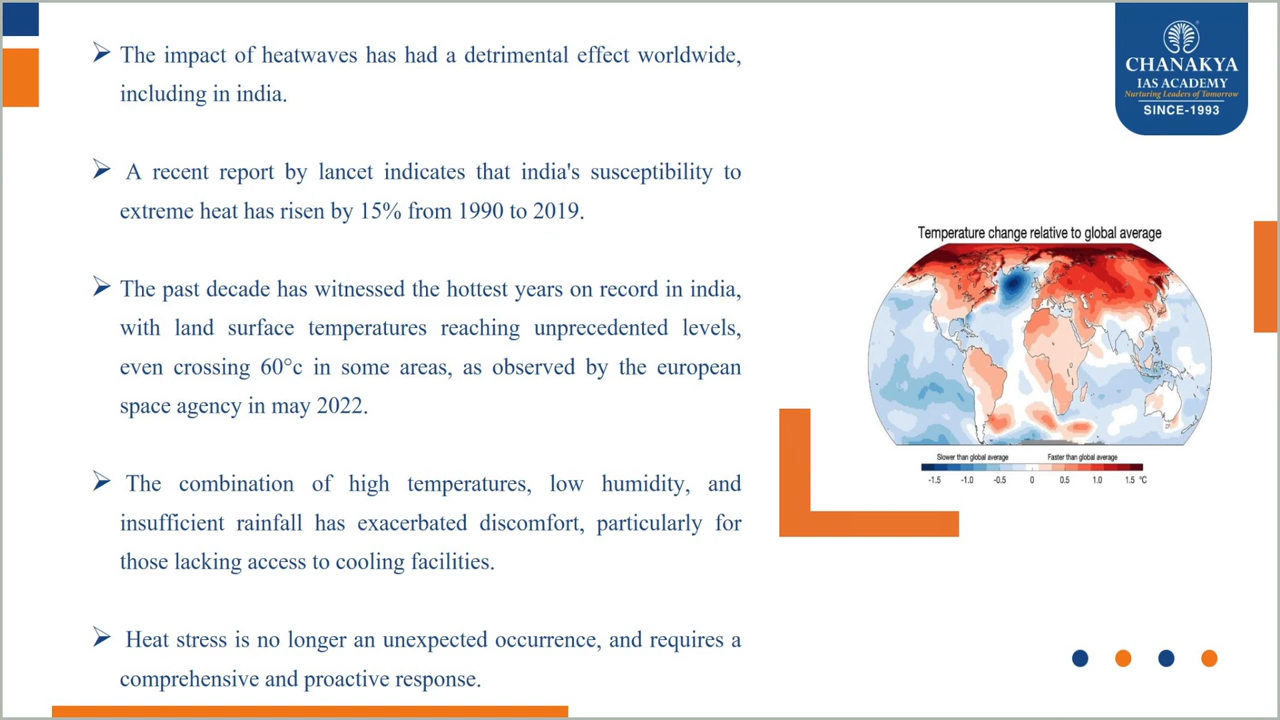 The impact of heatwaves has had a detrimental effect worldwide,
including in india.
A recent report by lancet indicates that india's susceptibility to
extreme heat has risen by 15% from 1990 to 2019.
The past decade has witnessed the hottest years on record in india,
with land surface temperatures reaching unprecedented levels,
even crossing 60°c in some areas, as observed by the european
space agency in may 2022.
The combination of high temperatures, low humidity, and
insufficient rainfall has exacerbated discomfort, particularly for
those lacking access to cooling facilities.
Heat stress is no longer an unexpected occurrence, and requires a
comprehensive and proactive response.
CHANAKYA
IAS ACADEMY
Nurturing Leaders of Tomorrow
SINCE-1993
Temperature change relative to global average
Slower than global average Faster than global average
-1.5 -1.0 -0.5 0 0.5 1.0 1.5 °C